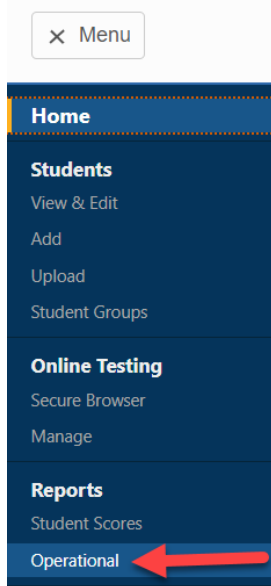 Menu
Home
Students
View & Edit
Add
Upload
Student Groups
Online Testing
Secure Browser
Manage
Reports
Student Scores
Operational